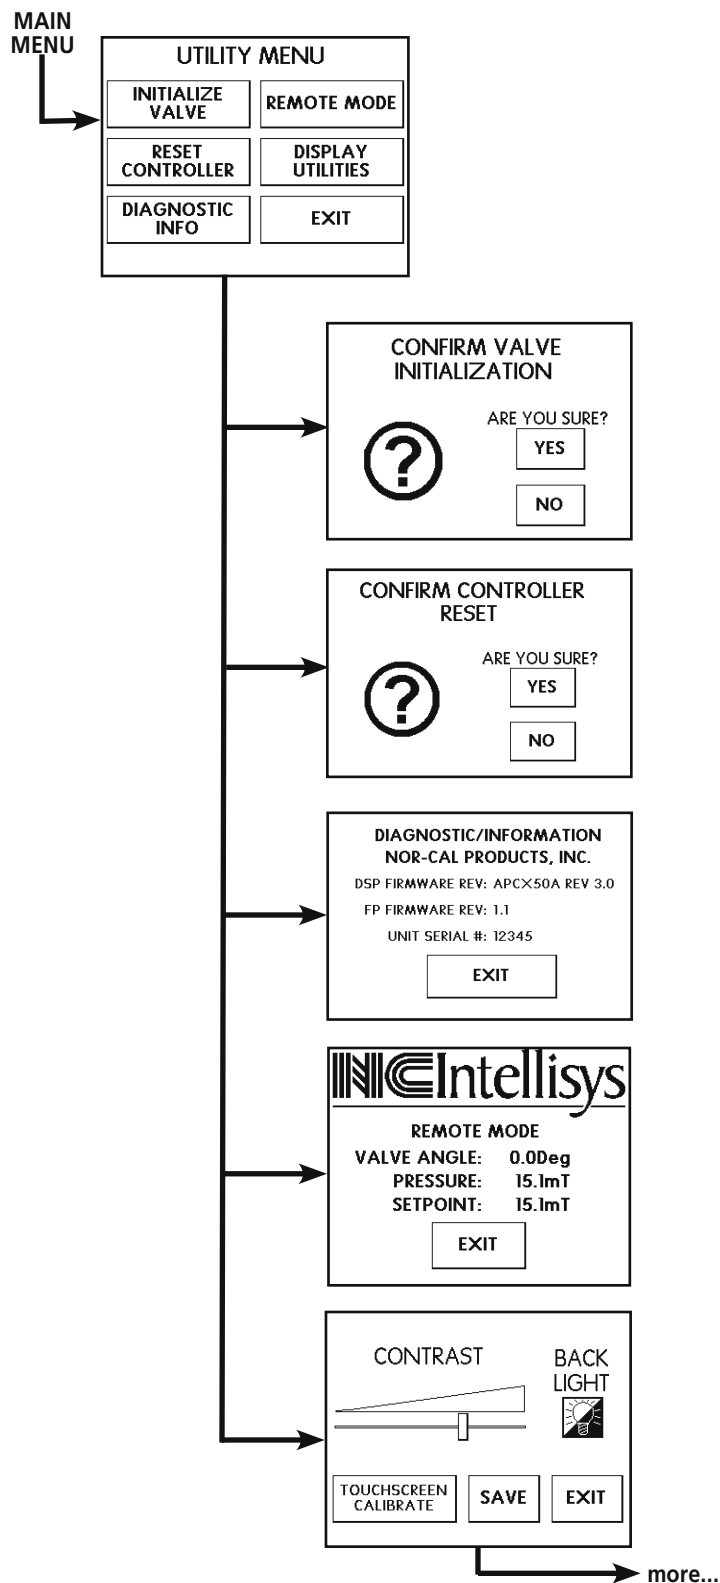 MAIN
MENU
UTILITY MENU
INITIALIZE
VALVE
REMOTE MODE
RESET
CONTROLLER
DISPLAY
UTILITIES
DIAGNOSTIC
INFO
EXIT
CONFIRM VALVE
INITIALIZATION
ARE YOU SURE?
?
YES
NO
CONFIRM CONTROLLER
RESET
ARE YOU SURE?
?
YES
NO
DIAGNOSTIC/INFORMATION
NOR-CAL PRODUCTS, INC.
DSP FIRMWARE REV: APCX50A REV 3.0
FP FIRMWARE REV: 1.1
UNIT SERIAL #: 12345
EXIT
NCIntellisys
REMOTE MODE
VALVE ANGLE: 0.0Deg
PRESSURE: 15.1mT
SETPOINT: 15.1mT
EXIT
CONTRAST
BACK
LIGHT
TOUCHSCREEN
CALIBRATE
SAVE
EXIT
more...